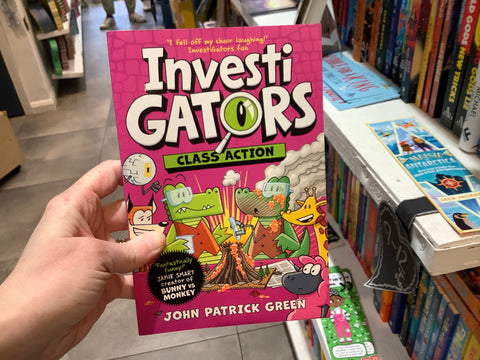 "I fell off my chair laughing!"
InvestiGators fan
Investi
GATORS
CLASS ACTION
"Fantastically
funny"
JAMIE SMART
creator of
BUNNY VS
MONKEY
JOHN PATRICK GREEN
ANTARCTICA